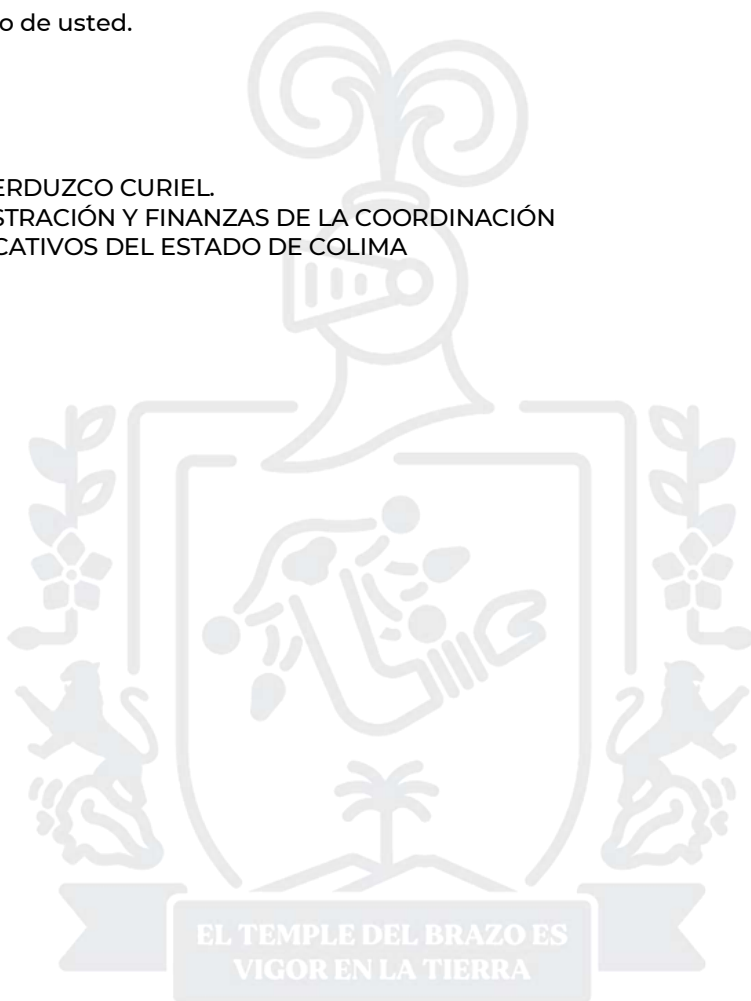 o de usted.
ERDUZCO CURIEL.
STRACIÓN Y FINANZAS DE LA COORDINACIÓN
CATIVOS DEL ESTADO DE COLIMA
EL TEMPLE DEL BRAZO ES
VIGOR EN LA TIERRA